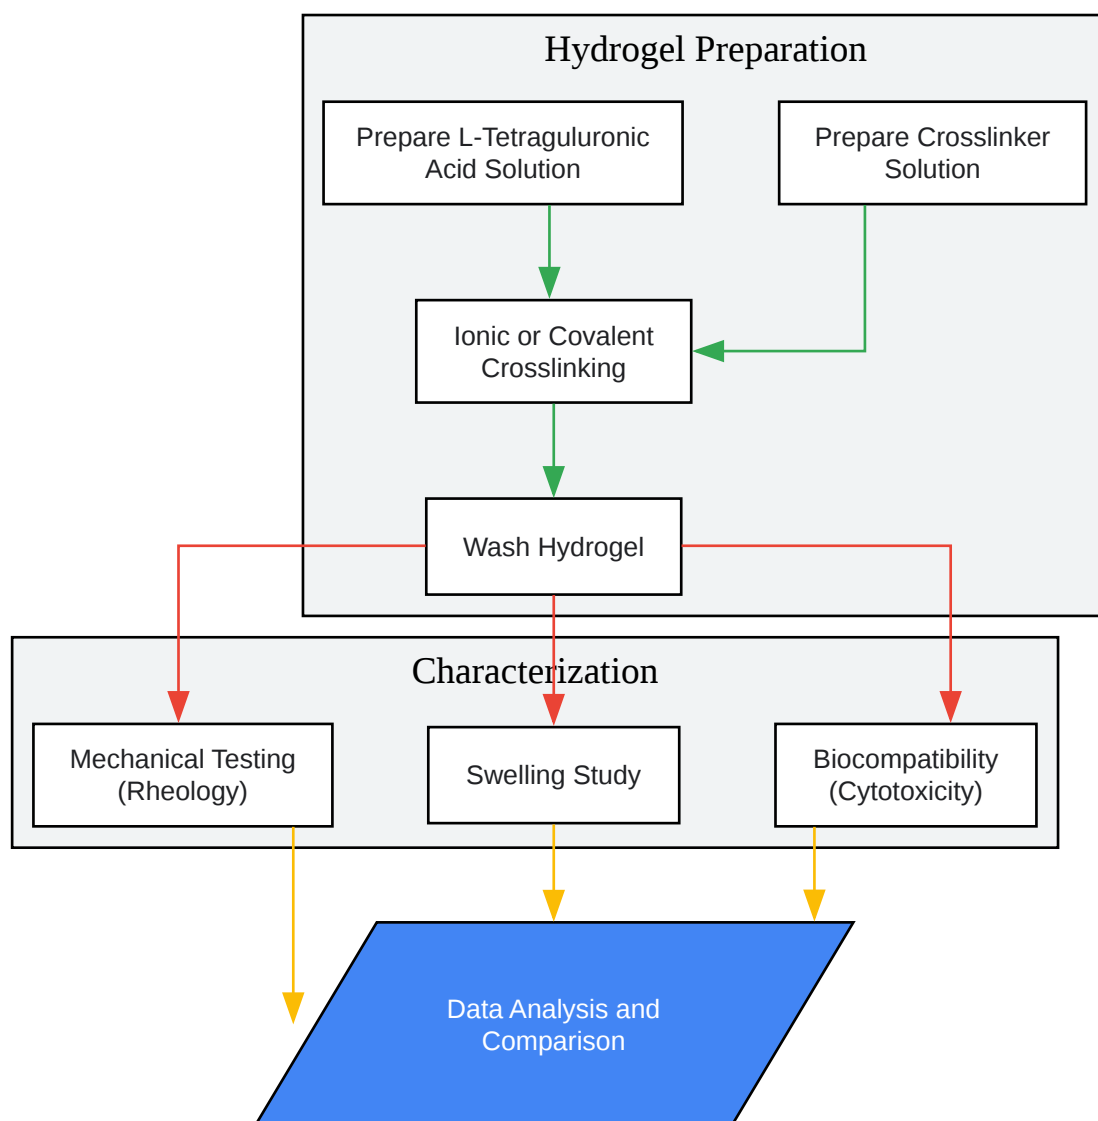 Hydrogel Preparation
Prepare L-Tetraguluronic
Acid Solution
Prepare Crosslinker
Solution
Ionic or Covalent
Crosslinking
Wash Hydrogel
Characterization
Mechanical Testing
(Rheology)
Swelling Study
Biocompatibility
(Cytotoxicity)
Data Analysis and
Comparison